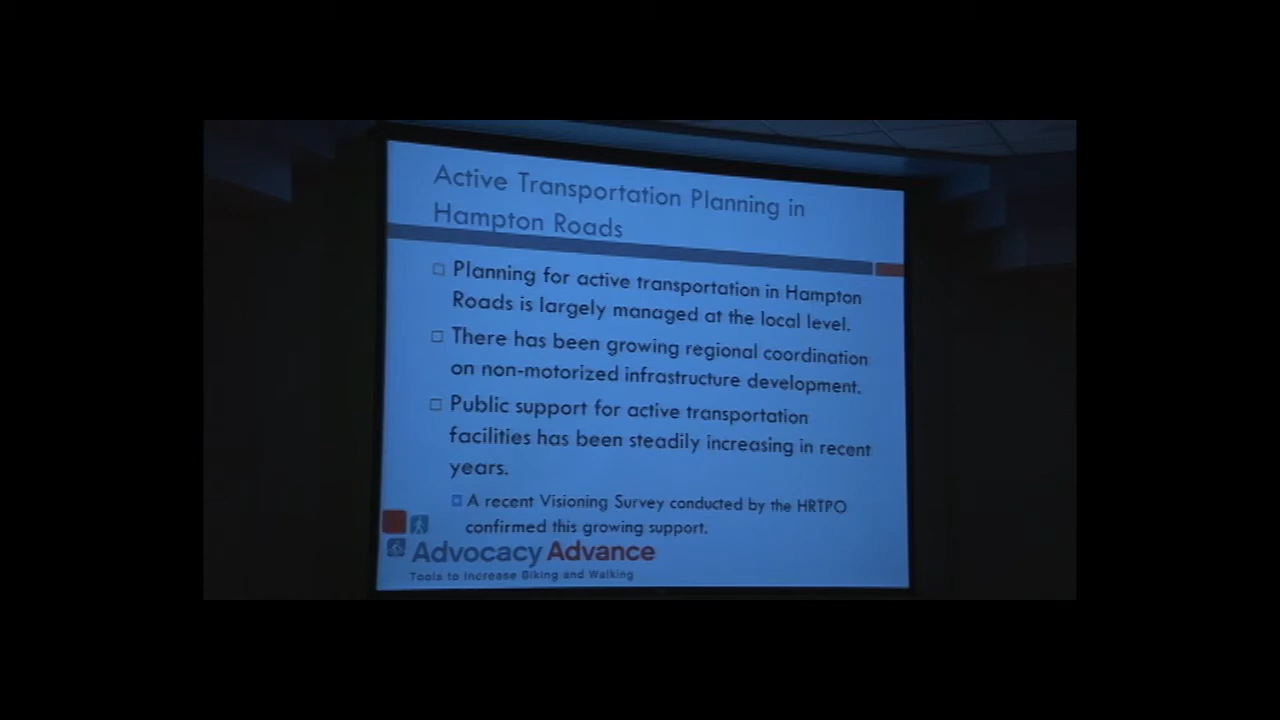 Active Transportation Planning in
Hampton Roads
Planning for active transportation in Hampton
Roads is largely managed at the local level.
There has been growing regional coordination
on non-motorized infrastructure development.
Public support for active transportation
facilities has been steadily increasing in recent
years.
A recent Visioning Survey conducted by the HRTPO
confirmed this growing support.
Advocacy Advance
Tools to Increase Biking and Walking